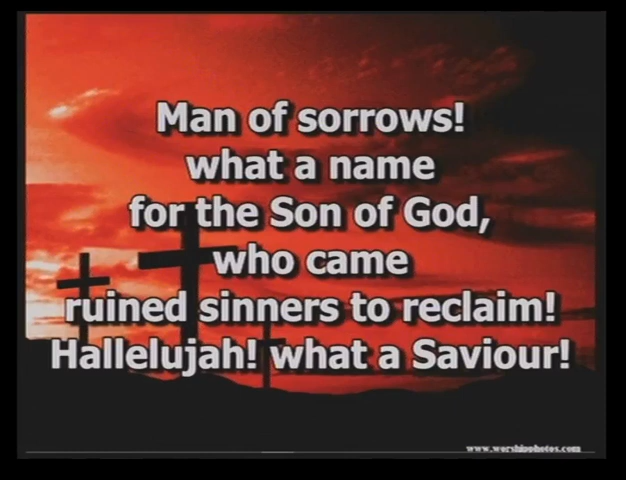 Man of sorrows!
what a name
for the Son of God,
who came
ruined sinners to reclaim!
Hallelujah! what a Saviour!
www.worshipphotos.com